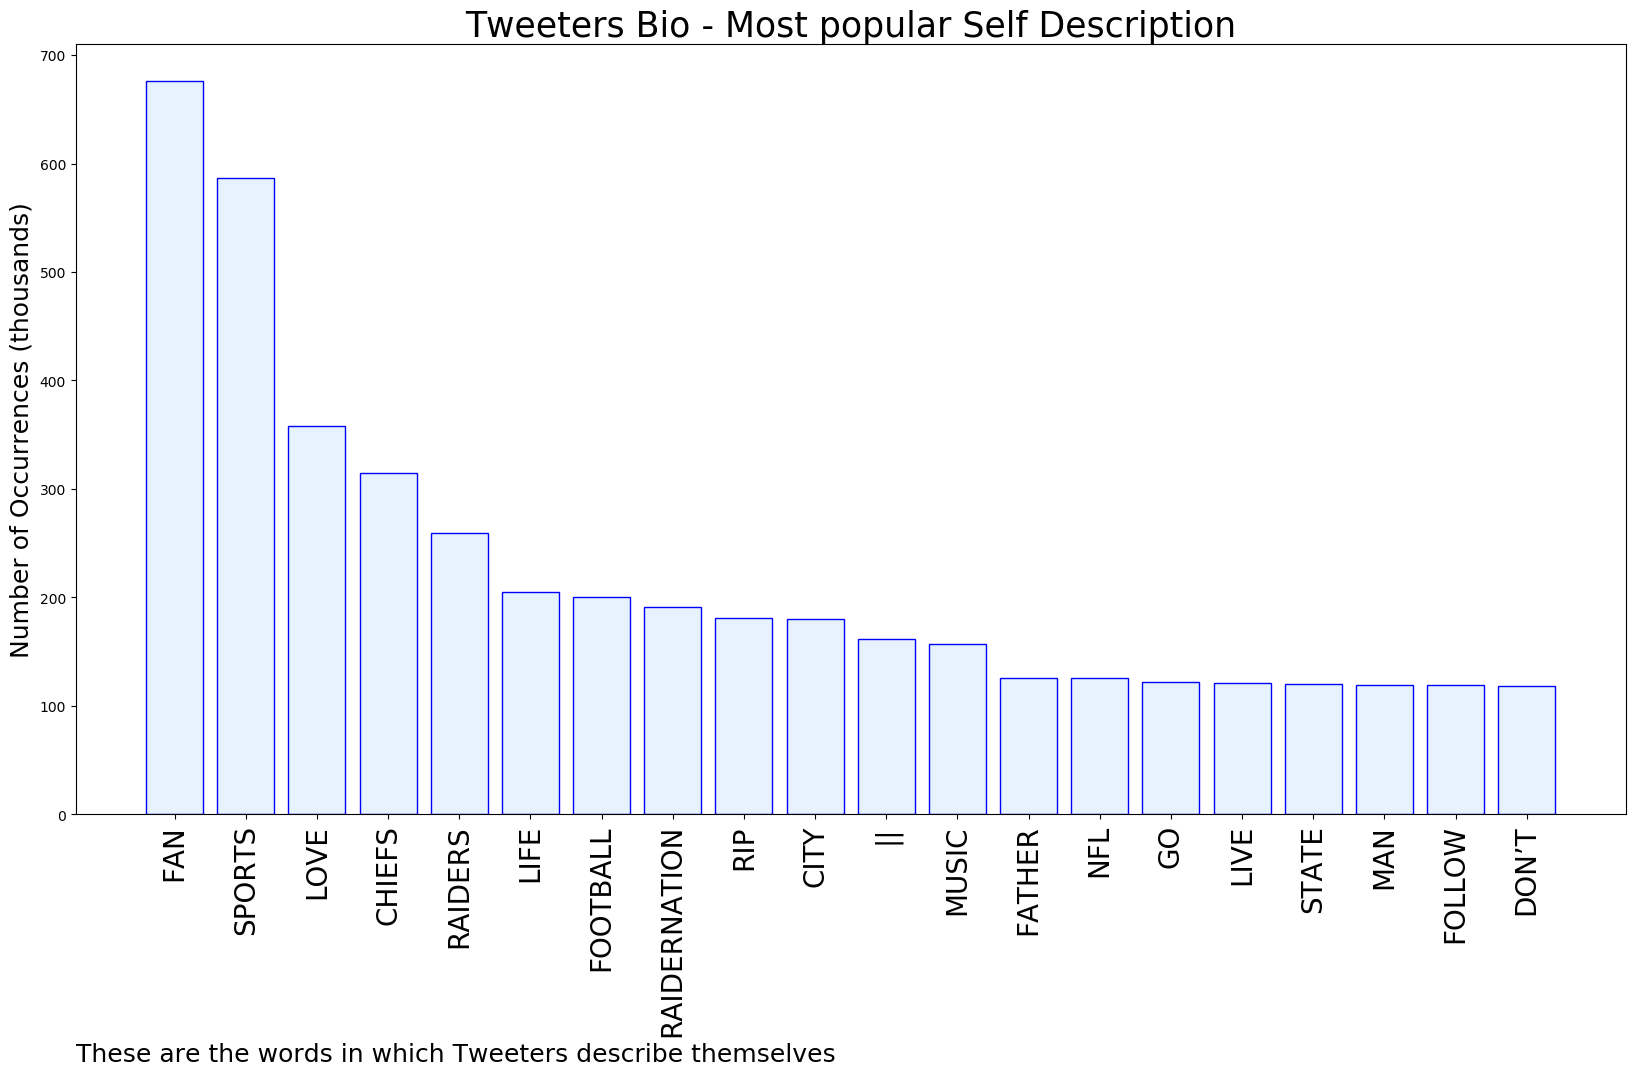 Tweeters Bio - Most popular Self Description
Number of Occurrences (thousands)
700
600
500
400
300
200
100
0
FAN
SPORTS
LOVE
CHIEFS
RAIDERS
LIFE
FOOTBALL
RAIDERNATION
RIP
CITY
||
MUSIC
FATHER
NFL
GO
LIVE
STATE
MAN
FOLLOW
DON’T
These are the words in which Tweeters describe themselves